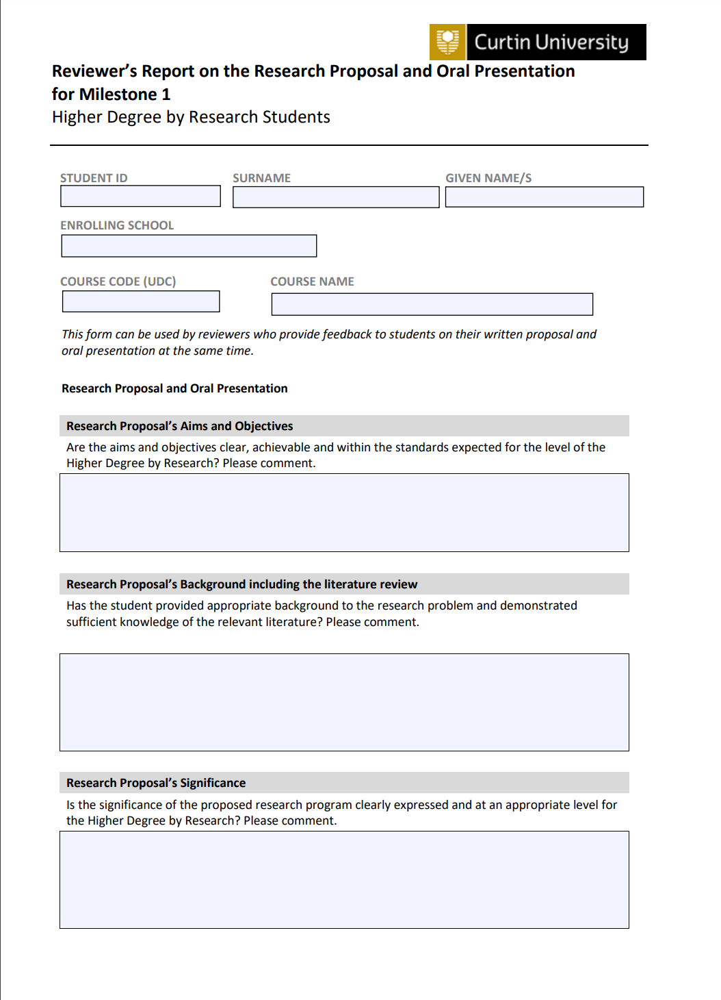 Curtin University
Reviewer’s Report on the Research Proposal and Oral Presentation
for Milestone 1
Higher Degree by Research Students
STUDENT ID
SURNAME
GIVEN NAME/S
ENROLLING SCHOOL
COURSE CODE (UDC)
COURSE NAME
This form can be used by reviewers who provide feedback to students on their written proposal and
oral presentation at the same time.
Research Proposal and Oral Presentation
Research Proposal’s Aims and Objectives
Are the aims and objectives clear, achievable and within the standards expected for the level of the
Higher Degree by Research? Please comment.
Research Proposal’s Background including the literature review
Has the student provided appropriate background to the research problem and demonstrated
sufficient knowledge of the relevant literature? Please comment.
Research Proposal’s Significance
Is the significance of the proposed research program clearly expressed and at an appropriate level for
the Higher Degree by Research? Please comment.